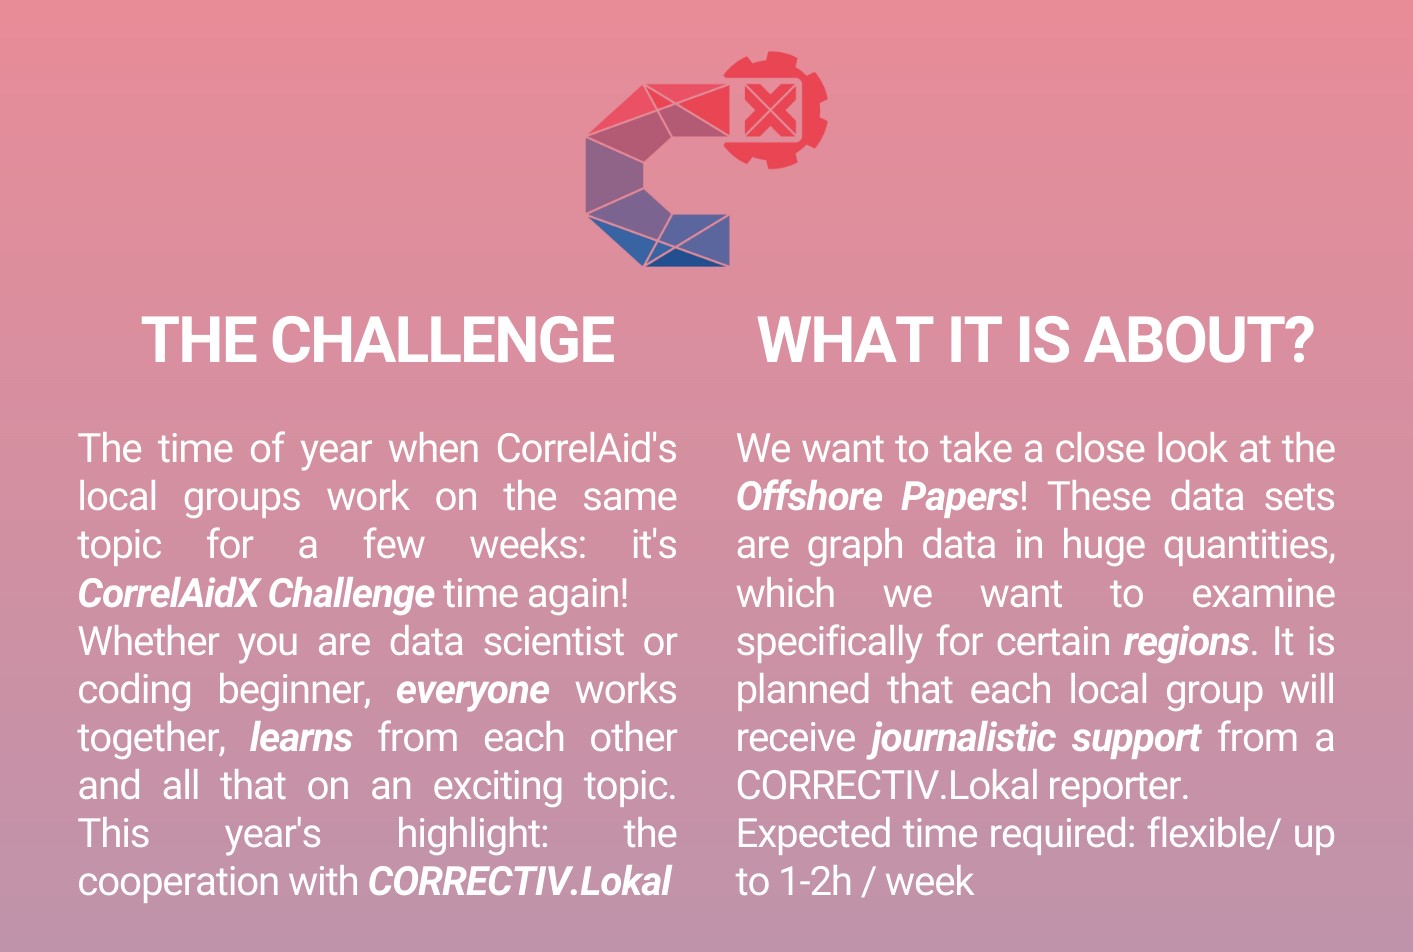 X
THE CHALLENGE
The time of year when CorrelAid's
local groups work on the same
topic for a few weeks: it's
CorrelAidX Challenge time again!
Whether you are data scientist or
coding beginner, everyone works
together, learns from each other
and all that on an exciting topic.
This year's highlight: the
cooperation with CORRECTIV.Lokal
WHAT IT IS ABOUT?
We want to take a close look at the
Offshore Papers! These data sets
are graph data in huge quantities,
which we want to examine
specifically for certain regions. It is
planned that each local group will
receive journalistic support from a
CORRECTIV.Lokal reporter.
Expected time required: flexible/ up
to 1-2h / week